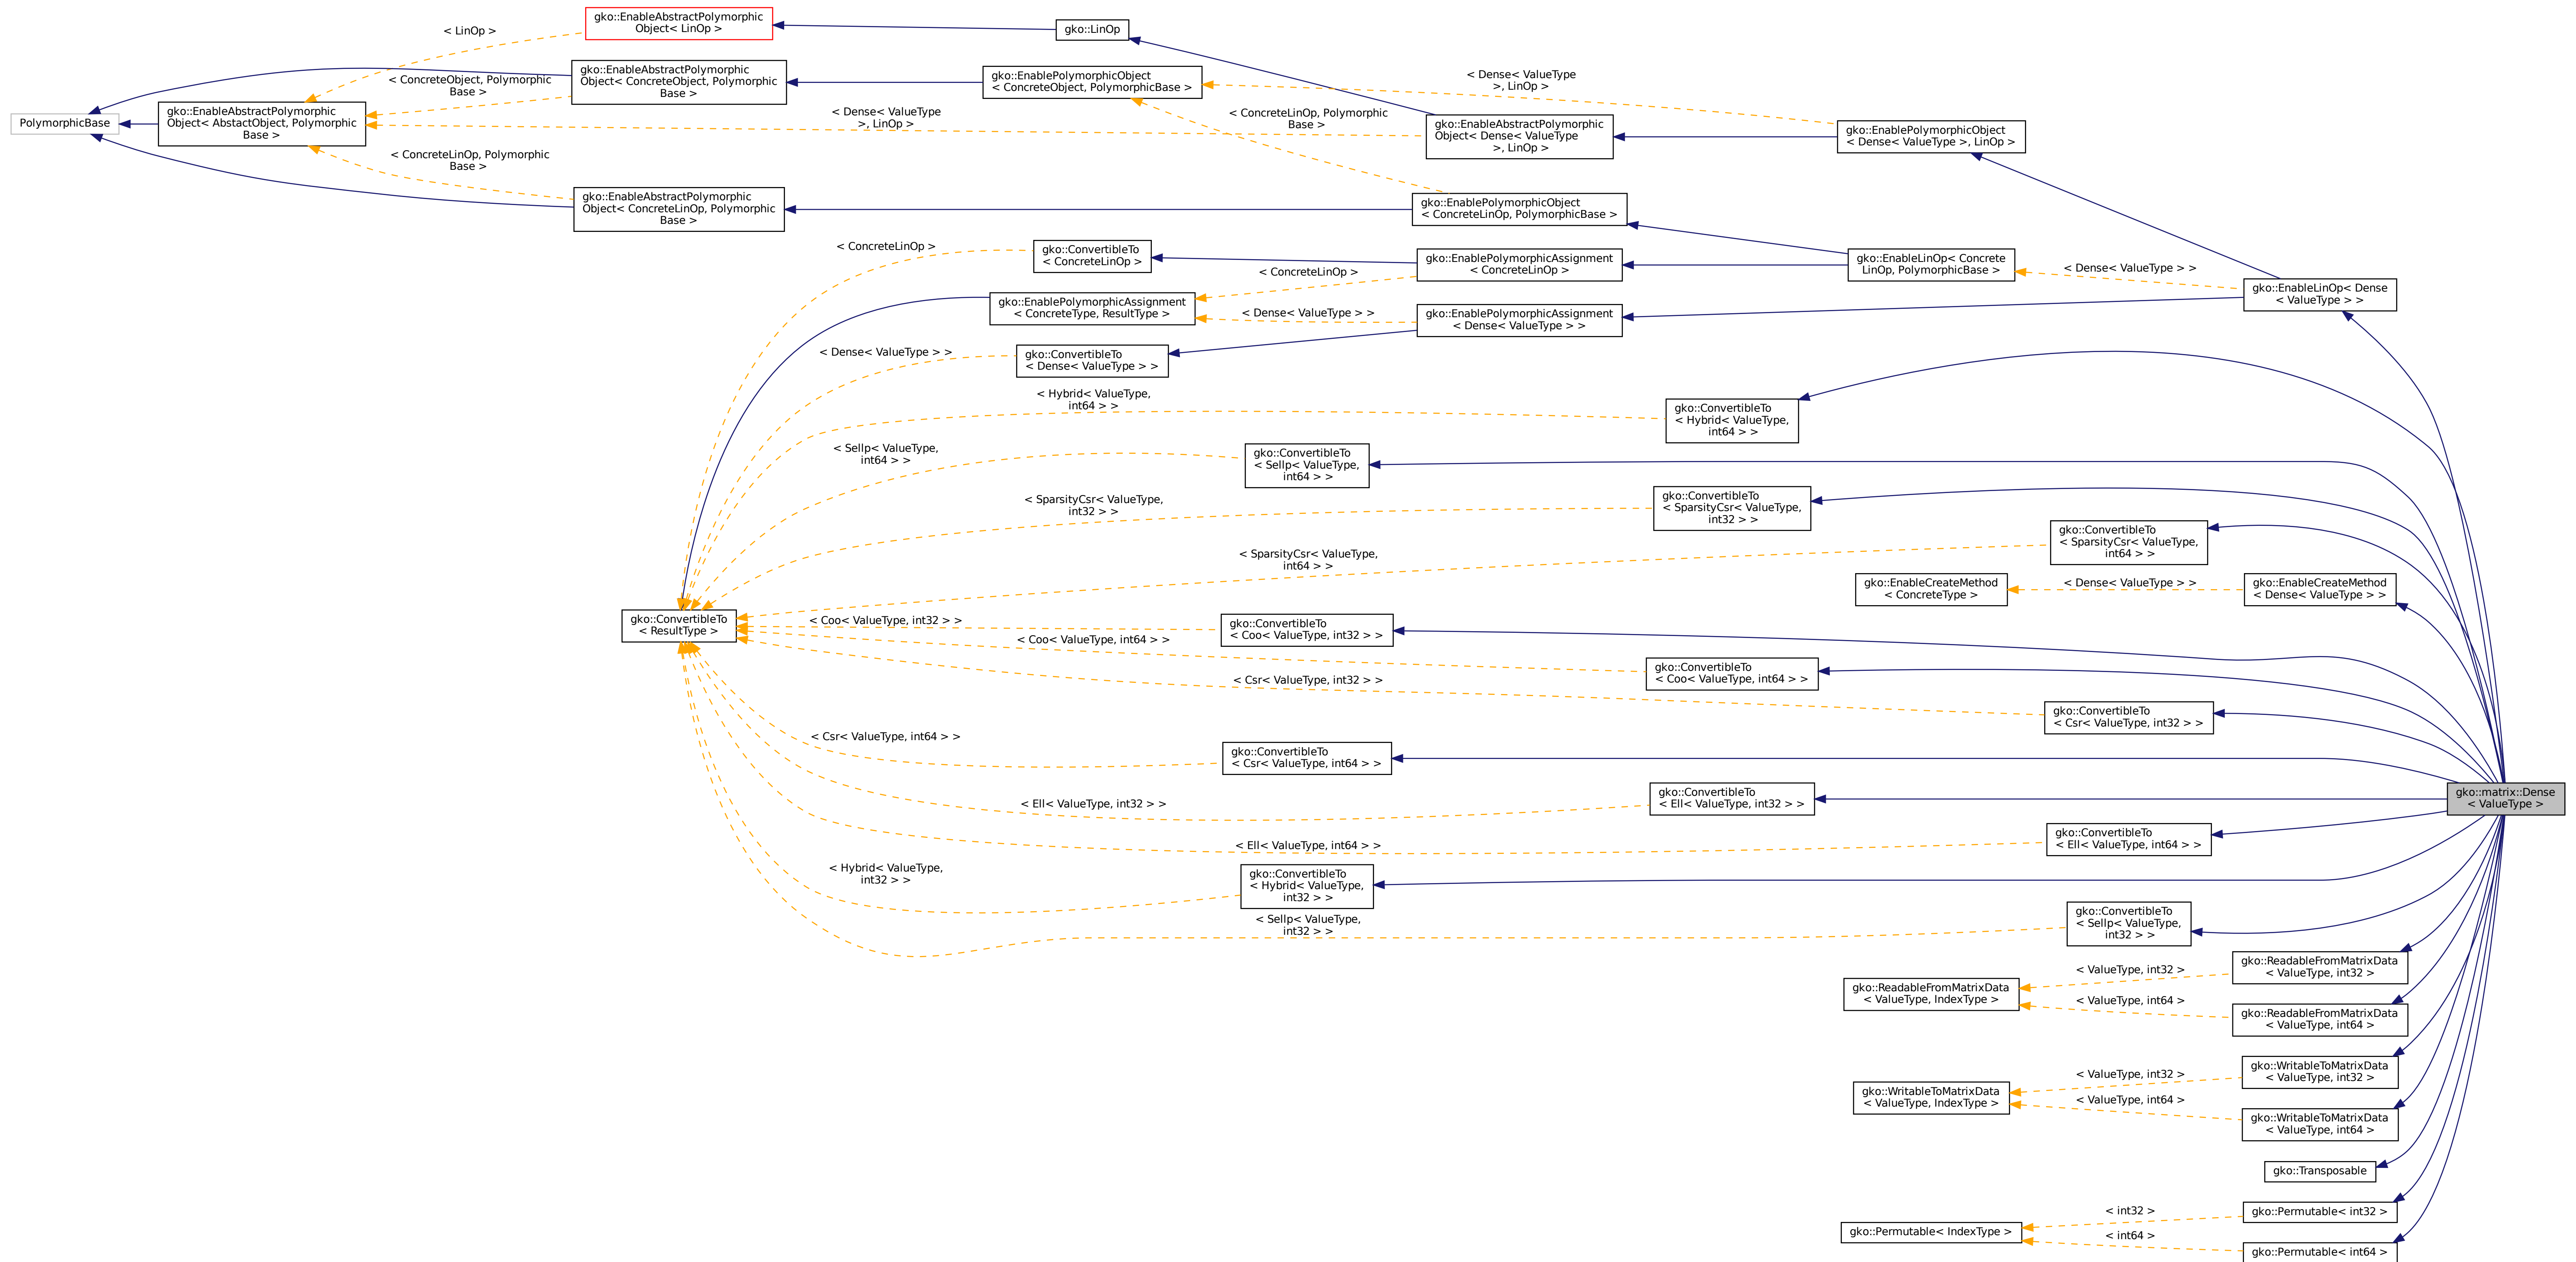 gko::EnableAbstractPolymorphic
Object< LinOp >
gko::LinOp
< LinOp >
gko::EnableAbstractPolymorphic
Object< ConcreteObject, Polymorphic
Base >
gko::EnablePolymorphicObject
< ConcreteObject, PolymorphicBase >
< ConcreteObject, Polymorphic
Base >
< Dense< ValueType
>, LinOp >
PolymorphicBase
gko::EnableAbstractPolymorphic
Object< AbstactObject, Polymorphic
Base >
< Dense< ValueType
>, LinOp >
< ConcreteLinOp, Polymorphic
Base >
gko::EnableAbstractPolymorphic
Object< Dense< ValueType
>, LinOp >
gko::EnablePolymorphicObject
< Dense< ValueType >, LinOp >
< ConcreteLinOp, Polymorphic
Base >
gko::EnableAbstractPolymorphic
Object< ConcreteLinOp, Polymorphic
Base >
gko::EnablePolymorphicObject
< ConcreteLinOp, PolymorphicBase >
< ConcreteLinOp >
gko::ConvertibleTo
< ConcreteLinOp >
gko::EnablePolymorphicAssignment
< ConcreteLinOp >
gko::EnableLinOp< Concrete
LinOp, PolymorphicBase >
< Dense< ValueType > >
< ConcreteLinOp >
gko::EnableLinOp< Dense
< ValueType > >
gko::EnablePolymorphicAssignment
< ConcreteType, ResultType >
< Dense< ValueType > >
gko::EnablePolymorphicAssignment
< Dense< ValueType > >
< Dense< ValueType > >
gko::ConvertibleTo
< Dense< ValueType > >
< Hybrid< ValueType,
int64 > >
gko::ConvertibleTo
< Hybrid< ValueType,
int64 > >
< Sellp< ValueType,
int64 > >
gko::ConvertibleTo
< Sellp< ValueType,
int64 > >
< SparsityCsr< ValueType,
int32 > >
gko::ConvertibleTo
< SparsityCsr< ValueType,
int32 > >
< SparsityCsr< ValueType,
int64 > >
gko::ConvertibleTo
< SparsityCsr< ValueType,
int64 > >
gko::EnableCreateMethod
< ConcreteType >
< Dense< ValueType > >
gko::EnableCreateMethod
< Dense< ValueType > >
gko::ConvertibleTo
< ResultType >
< Coo< ValueType, int32 > >
gko::ConvertibleTo
< Coo< ValueType, int32 > >
< Coo< ValueType, int64 > >
gko::ConvertibleTo
< Coo< ValueType, int64 > >
< Csr< ValueType, int32 > >
gko::ConvertibleTo
< Csr< ValueType, int32 > >
< Csr< ValueType, int64 > >
gko::ConvertibleTo
< Csr< ValueType, int64 > >
gko::matrix::Dense
< ValueType >
< Ell< ValueType, int32 > >
gko::ConvertibleTo
< Ell< ValueType, int32 > >
< Ell< ValueType, int64 > >
gko::ConvertibleTo
< Ell< ValueType, int64 > >
< Hybrid< ValueType,
int32 > >
gko::ConvertibleTo
< Hybrid< ValueType,
int32 > >
< Sellp< ValueType,
int32 > >
gko::ConvertibleTo
< Sellp< ValueType,
int32 > >
gko::ReadableFromMatrixData
< ValueType, IndexType >
< ValueType, int32 >
gko::ReadableFromMatrixData
< ValueType, int32 >
< ValueType, int64 >
gko::ReadableFromMatrixData
< ValueType, int64 >
gko::WritableToMatrixData
< ValueType, IndexType >
< ValueType, int32 >
gko::WritableToMatrixData
< ValueType, int32 >
< ValueType, int64 >
gko::WritableToMatrixData
< ValueType, int64 >
gko::Transposable
gko::Permutable< IndexType >
< int32 >
gko::Permutable< int32 >
< int64 >
gko::Permutable< int64 >